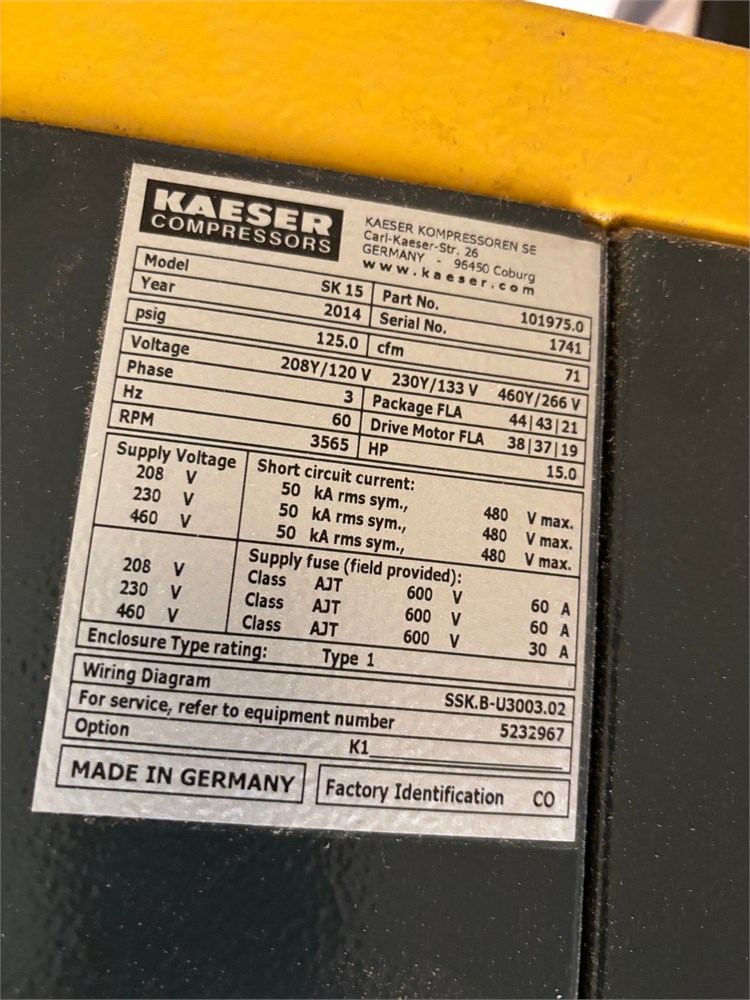 KAESER
COMPRESSORS
KAESER KOMPRESSOREN SE
Carl-Kaeser-Str. 26
GERMANY - 96450 Coburg
www.kaeser.com
Model SK 15 Part No. 101975.0
Year 2014 Serial No. 1741
psig 125.0 cfm 71
Voltage 208Y/120 V 230Y/133 V 460Y/266 V
Phase 3 Package FLA 44|43|21
Hz 60 Drive Motor FLA 38|37|19
RPM 3565 HP 15.0
Supply Voltage Short circuit current:
208 V 50 kA rms sym., 480 V max.
230 V 50 kA rms sym., 480 V max.
460 V 50 kA rms sym., 480 V max.
Supply fuse (field provided):
208 V Class AJT 600 V 60 A
230 V Class AJT 600 V 60 A
460 V Class AJT 600 V 30 A
Enclosure Type rating: Type 1
Wiring Diagram SSK.B-U3003.02
For service, refer to equipment number 5232967
Option K1
MADE IN GERMANY Factory Identification CO